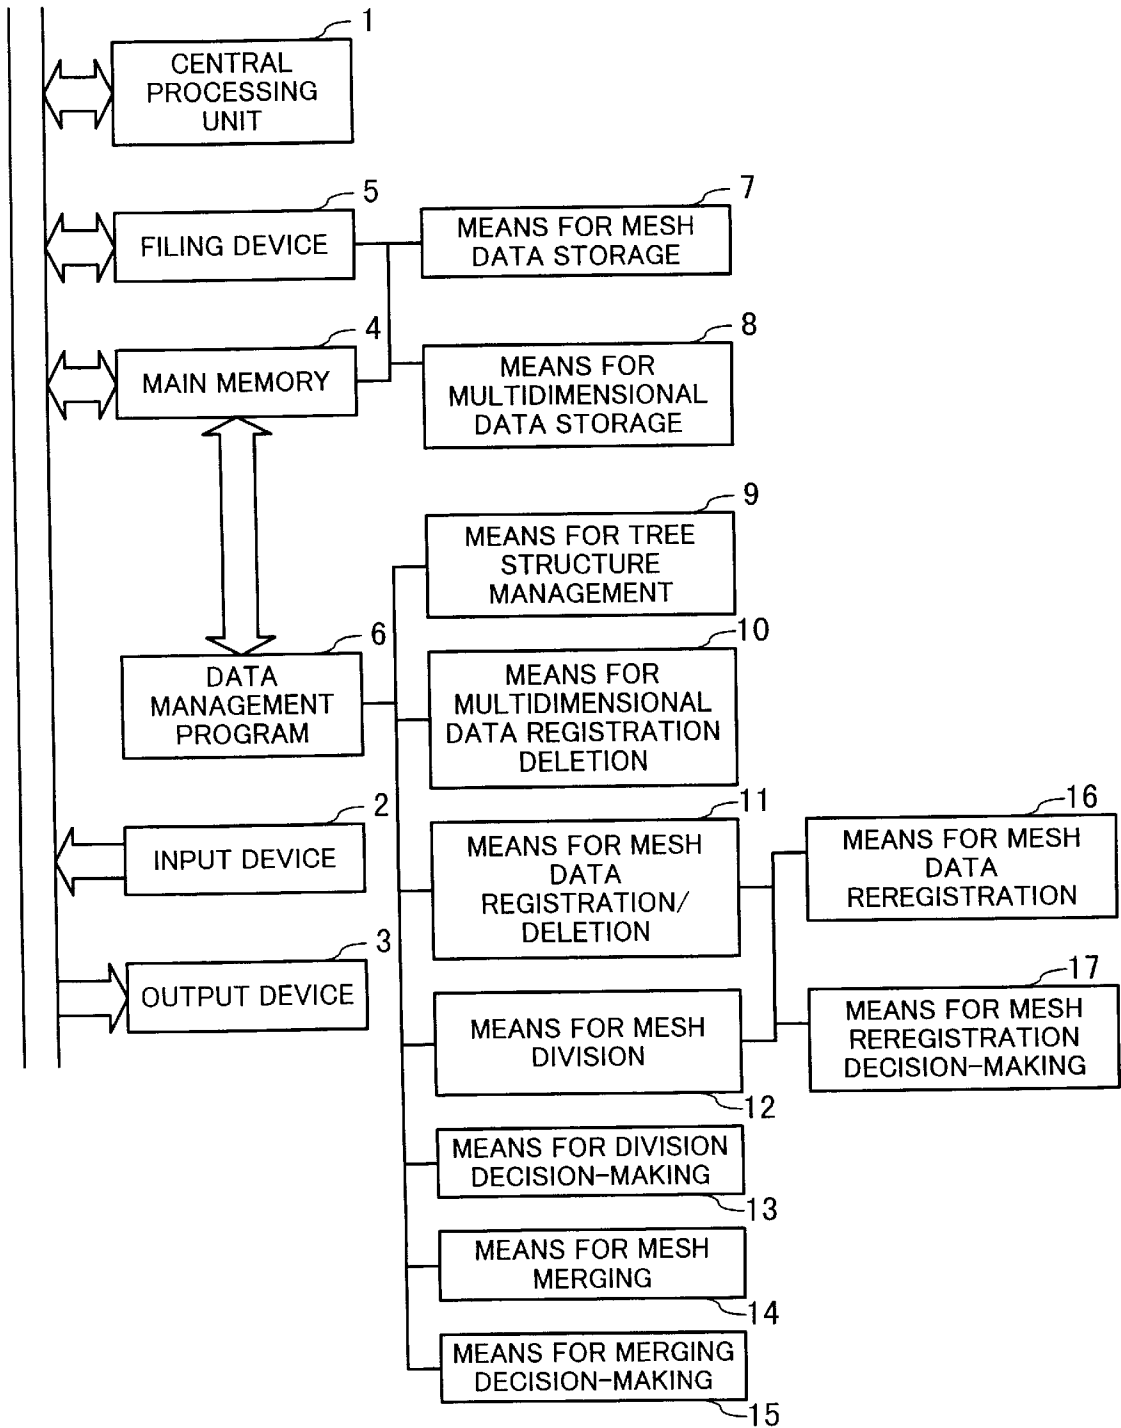 1
CENTRAL
PROCESSING
UNIT
5
FILING DEVICE
7
MEANS FOR MESH
DATA STORAGE
4
MAIN MEMORY
8
MEANS FOR
MULTIDIMENSIONAL
DATA STORAGE
9
MEANS FOR TREE
STRUCTURE
MANAGEMENT
6
DATA
MANAGEMENT
PROGRAM
10
MEANS FOR
MULTIDIMENSIONAL
DATA REGISTRATION
DELETION
2
INPUT DEVICE
11
MEANS FOR MESH
DATA
REGISTRATION/
DELETION
16
MEANS FOR MESH
DATA
REREGISTRATION
3
OUTPUT DEVICE
MEANS FOR MESH
DIVISION
12
17
MEANS FOR MESH
REREGISTRATION
DECISION-MAKING
MEANS FOR DIVISION
DECISION-MAKING
13
MEANS FOR MESH
MERGING
14
MEANS FOR MERGING
DECISION-MAKING
15